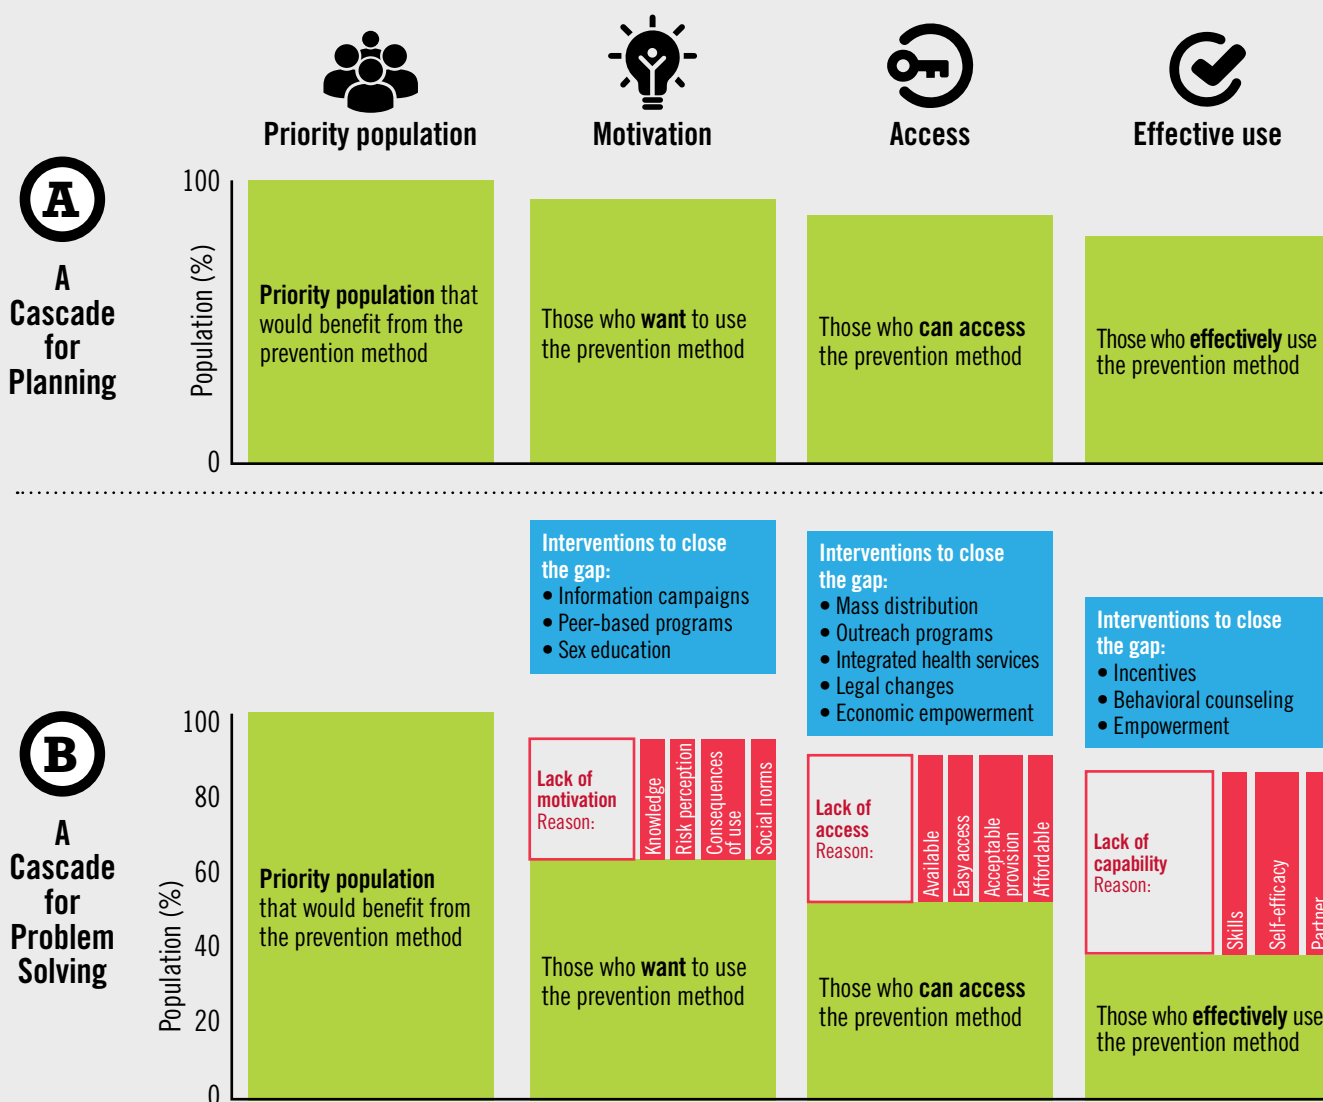 Priority population
Motivation
Access
Effective use
A
A
Cascade
for
Planning
Population (%)
100
0
Priority population that
would benefit from the
prevention method
Those who want to use
the prevention method
Those who can access
the prevention method
Those who effectively use
the prevention method
B
A
Cascade
for
Problem
Solving
Population (%)
100
80
60
40
20
0
Priority population
that would benefit from
the prevention method
Interventions to close
the gap:
• Information campaigns
• Peer-based programs
• Sex education
Lack of
motivation
Reason:
Knowledge
Risk perception
Consequences
of use
Social norms
Those who want to use
the prevention method
Interventions to close
the gap:
• Mass distribution
• Outreach programs
• Integrated health services
• Legal changes
• Economic empowerment
Lack of
access
Reason:
Available
Easy access
Acceptable
provision
Affordable
Those who can access
the prevention method
Interventions to close
the gap:
• Incentives
• Behavioral counseling
• Empowerment
Lack of
capability
Reason:
Skills
Self-efficacy
Partner
Those who effectively use
the prevention method